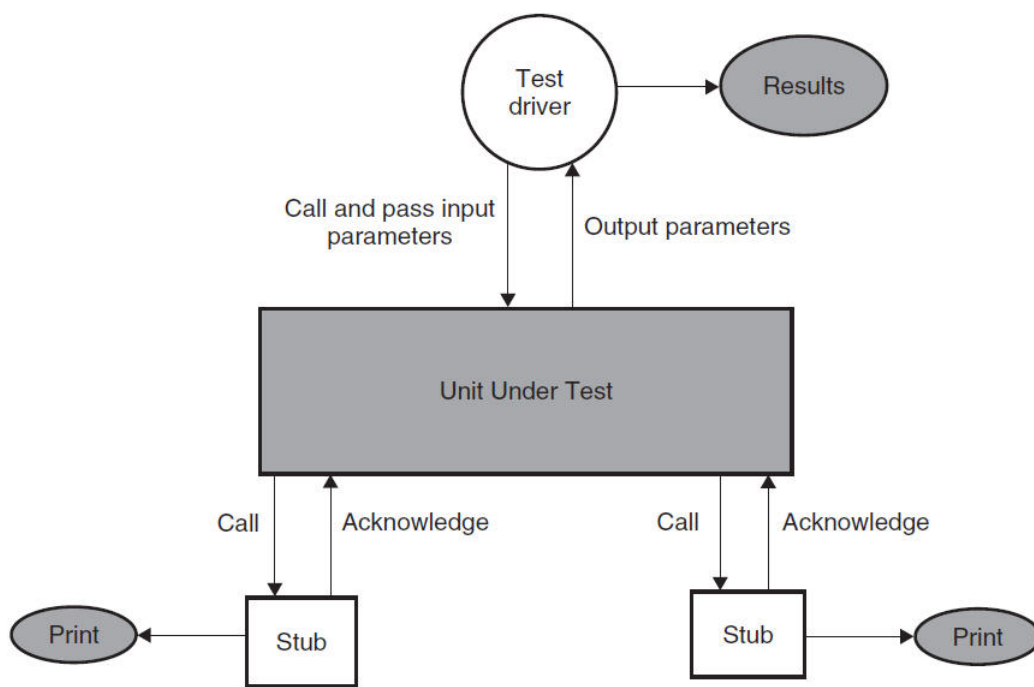 Test
driver
Results
Call and pass input
parameters
Output parameters
Unit Under Test
Call
Acknowledge
Call
Acknowledge
Print
Stub
Stub
Print